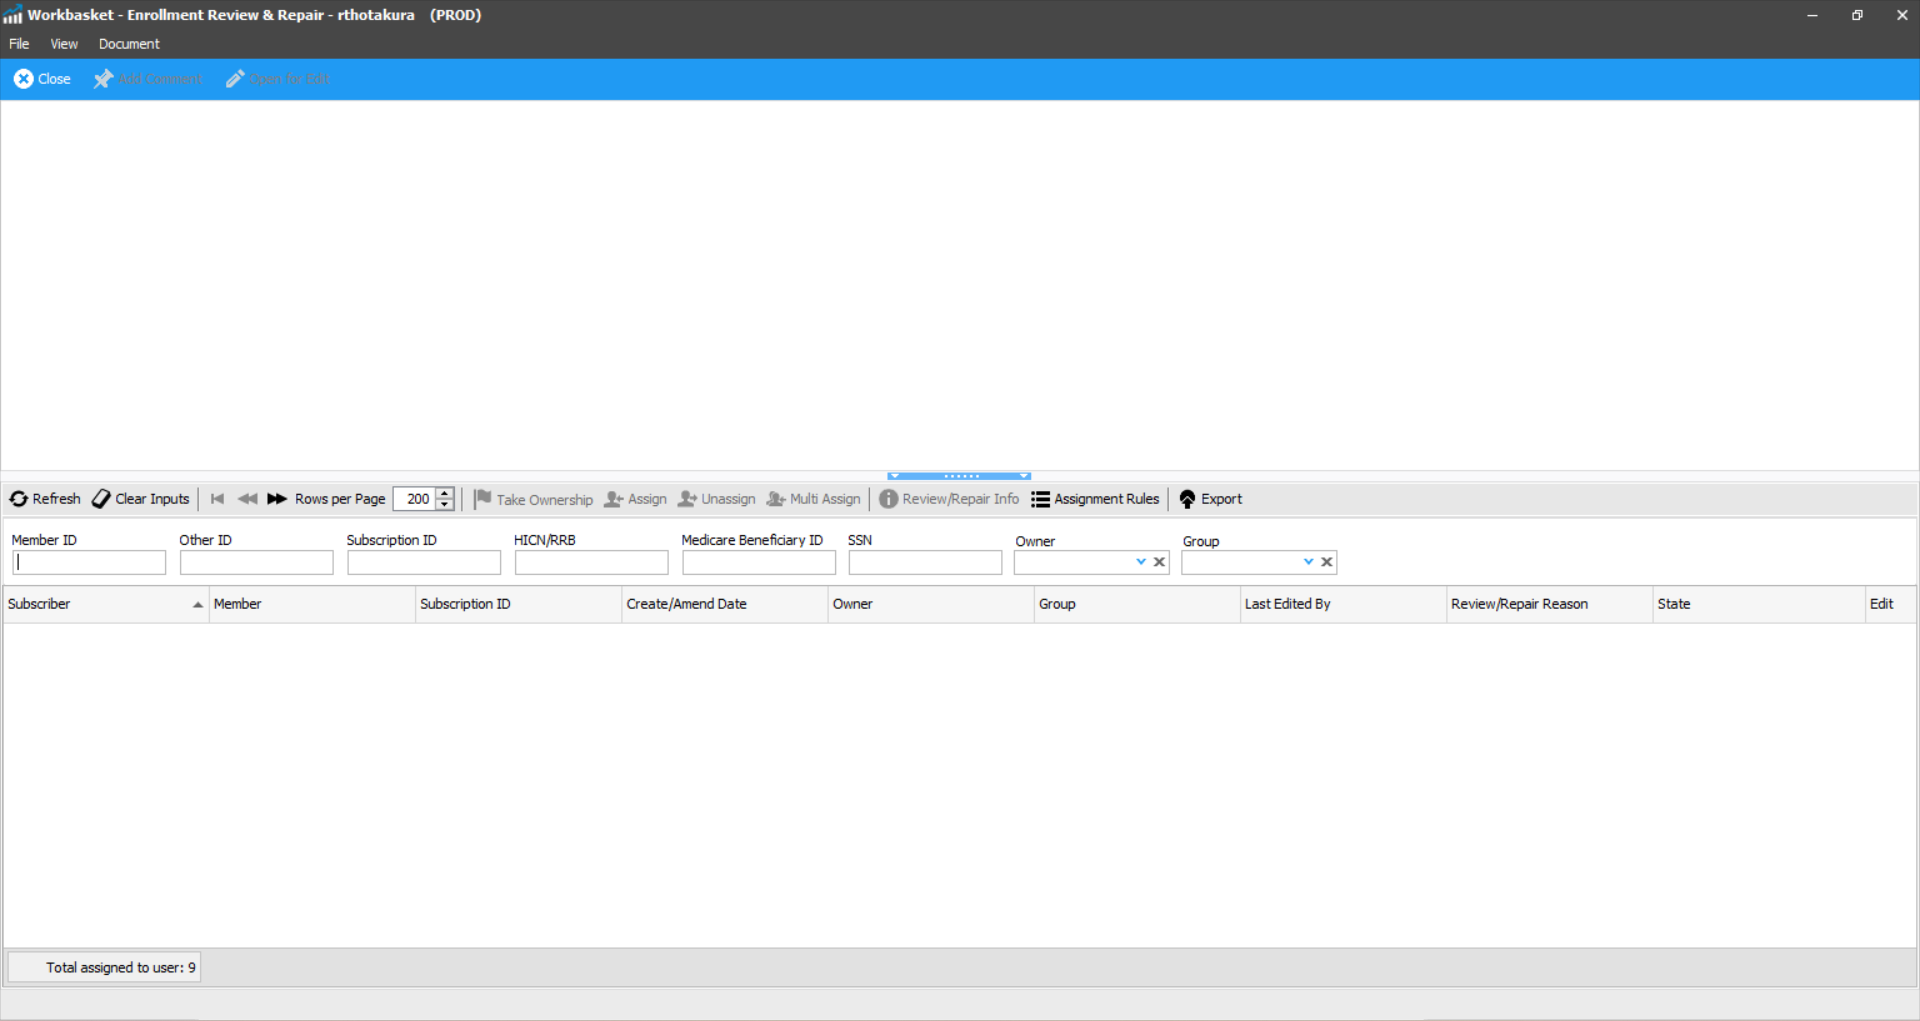 Workbasket - Enrollment Review & Repair - rthotakura (PROD)
File View Document
Close Add Comment Open for Edit
Refresh Clear Inputs Rows per Page 200 Take Ownership Assign Unassign Multi Assign Review/Repair Info Assignment Rules Export
Member ID Other ID Subscription ID HICN/RRB Medicare Beneficiary ID SSN Owner Group
Subscriber Member Subscription ID Create/Amend Date Owner Group Last Edited By Review/Repair Reason State Edit
Total assigned to user: 9